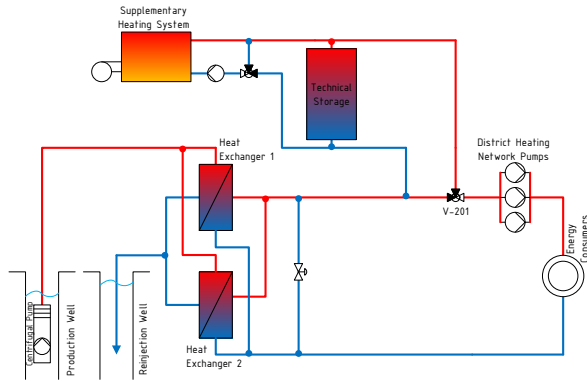 Supplementary
Heating System
Technical
Storage
District Heating
Network Pumps
Heat
Exchanger 1
V-201
Energy
Consumers
Centrifugal Pump
Production Well
Reinjection Well
Heat
Exchanger 2